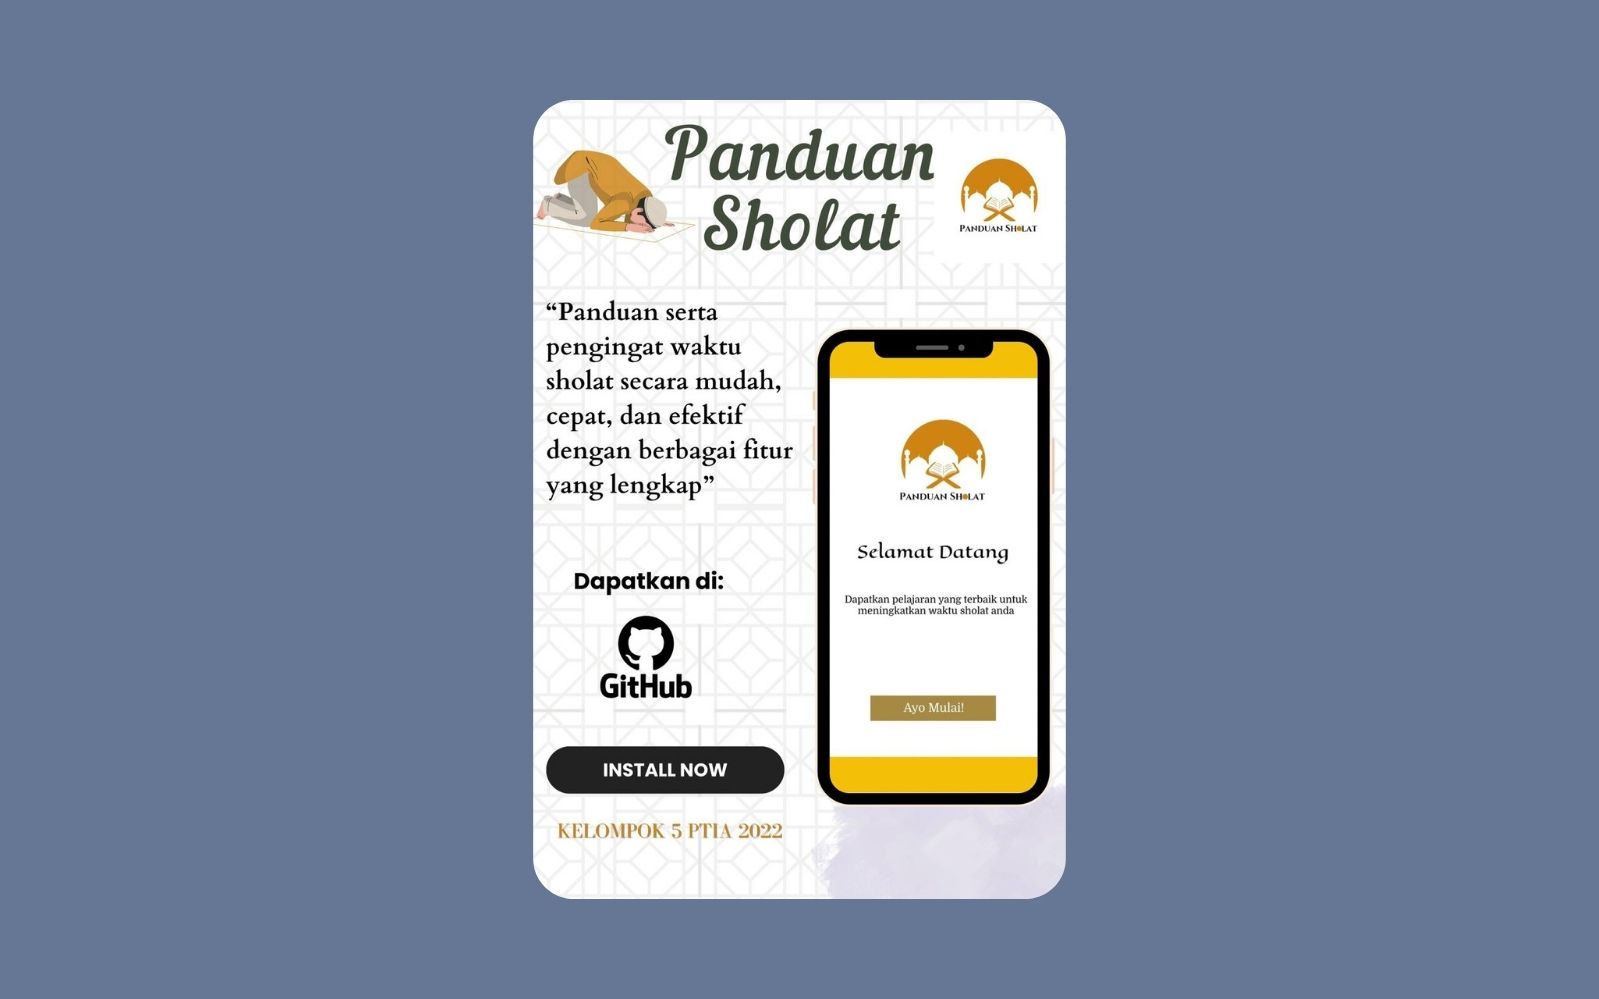 Panduan
Sholat
PANDUAN SHOLAT
“Panduan serta
pengingat waktu
sholat secara mudah,
cepat, dan efektif
dengan berbagai fitur
yang lengkap”
Dapatkan di:
GitHub
INSTALL NOW
KELOMPOK 5 PTIA 2022
PANDUAN SHOLAT
Selamat Datang
Dapatkan pelajaran yang terbaik untuk
meningkatkan waktu sholat anda
Ayo Mulai!